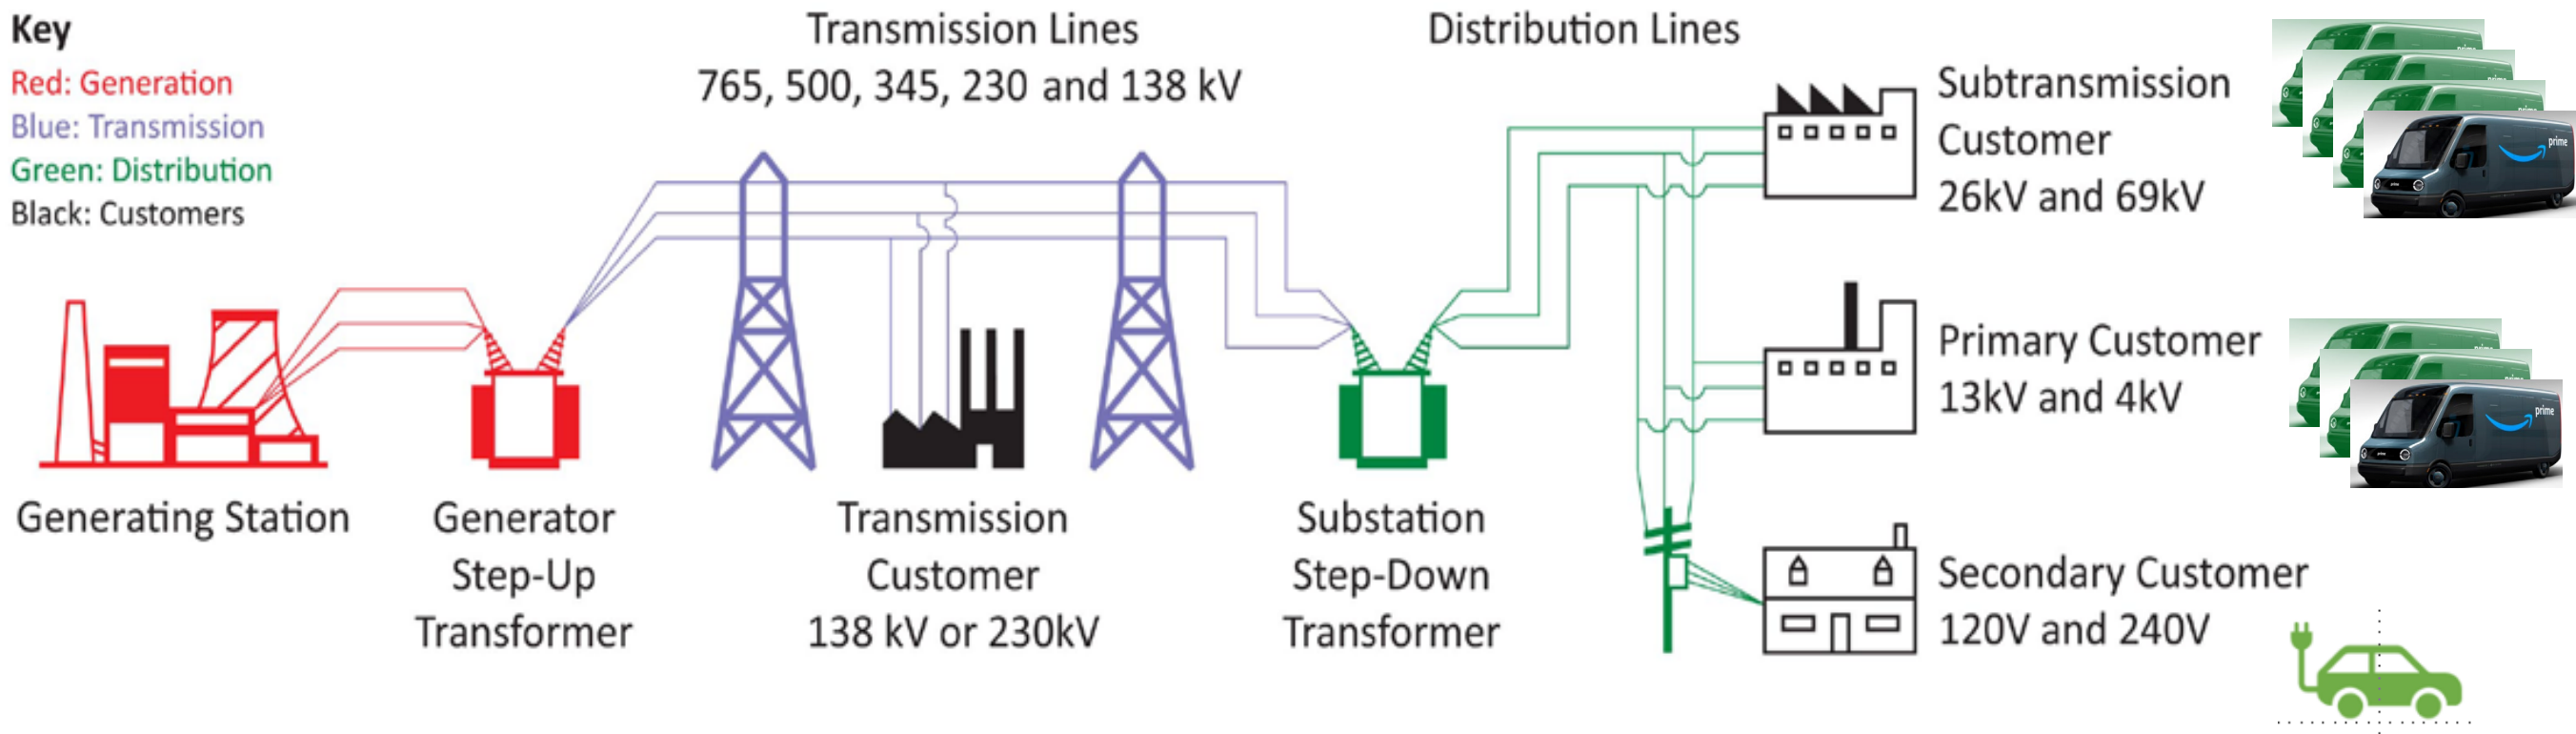 Key
Red: Generation
Blue: Transmission
Green: Distribution
Black: Customers
Transmission Lines
765, 500, 345, 230 and 138 kV
Distribution Lines
Subtransmission
Customer
26kV and 69kV
prime
Primary Customer
13kV and 4kV
prime
Secondary Customer
120V and 240V
Generating Station
Generator
Step-Up
Transformer
Transmission
Customer
138 kV or 230kV
Substation
Step-Down
Transformer